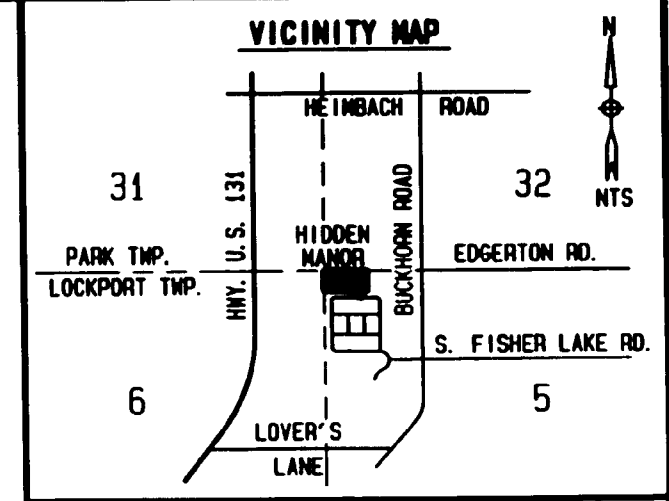 VICINITY MAP
N
HEIMBACH ROAD
31
HWY. U.S. 131
BUCKHORN ROAD
32
NTS
HIDDEN
MANOR
PARK TWP.
EDGERTON RD.
LOCKPORT TWP.
S. FISHER LAKE RD.
6
5
LOVER'S
LANE